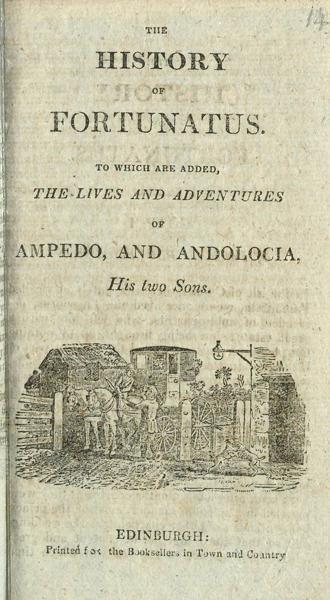 14
THE
HISTORY
OF
FORTUNATUS.
TO WHICH ARE ADDED,
THE LIVES AND ADVENTURES
OF
AMPEDO, AND ANDOLOCIA,
His two Sons.
EDINBURGH:
Printed for the Booksellers in Town and Country